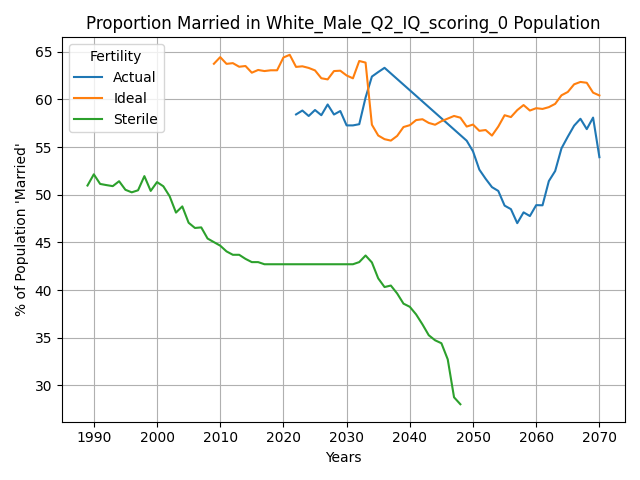 Proportion Married in White_Male_Q2_IQ_scoring_0 Population
Fertility
Actual
Ideal
Sterile
% of Population 'Married'
65
60
55
50
45
40
35
30
1990
2000
2010
2020
2030
2040
2050
2060
2070
Years